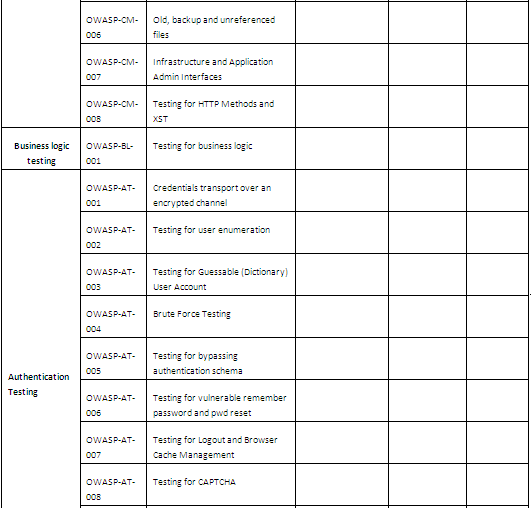 OWASP-CM-
006
Old, backup and unreferenced
files
OWASP-CM-
007
Infrastructure and Application
Admin Interfaces
OWASP-CM-
008
Testing for HTTP Methods and
XST
Business logic
testing
OWASP-BL-
001
Testing for business logic
Authentication
Testing
OWASP-AT-
001
Credentials transport over an
encrypted channel
OWASP-AT-
002
Testing for user enumeration
OWASP-AT-
003
Testing for Guessable (Dictionary)
User Account
OWASP-AT-
004
Brute Force Testing
OWASP-AT-
005
Testing for bypassing
authentication schema
OWASP-AT-
006
Testing for vulnerable remember
password and pwd reset
OWASP-AT-
007
Testing for Logout and Browser
Cache Management
OWASP-AT-
008
Testing for CAPTCHA